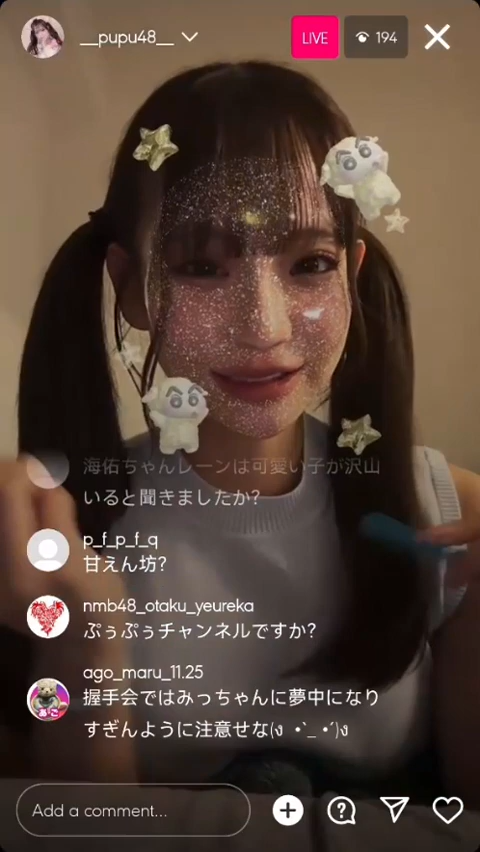 __pupu48__
LIVE
194
海佑ちゃんレーンは可愛い子が沢山
いると聞きましたか?
p_f_p_f_q
甘えん坊?
nmb48_otaku_yeureka
ぷぅぷぅチャンネルですか?
ago_maru_11.25
握手会ではみっちゃんに夢中になり
すぎんように注意せな(ง •̀_•́)ง
Add a comment...